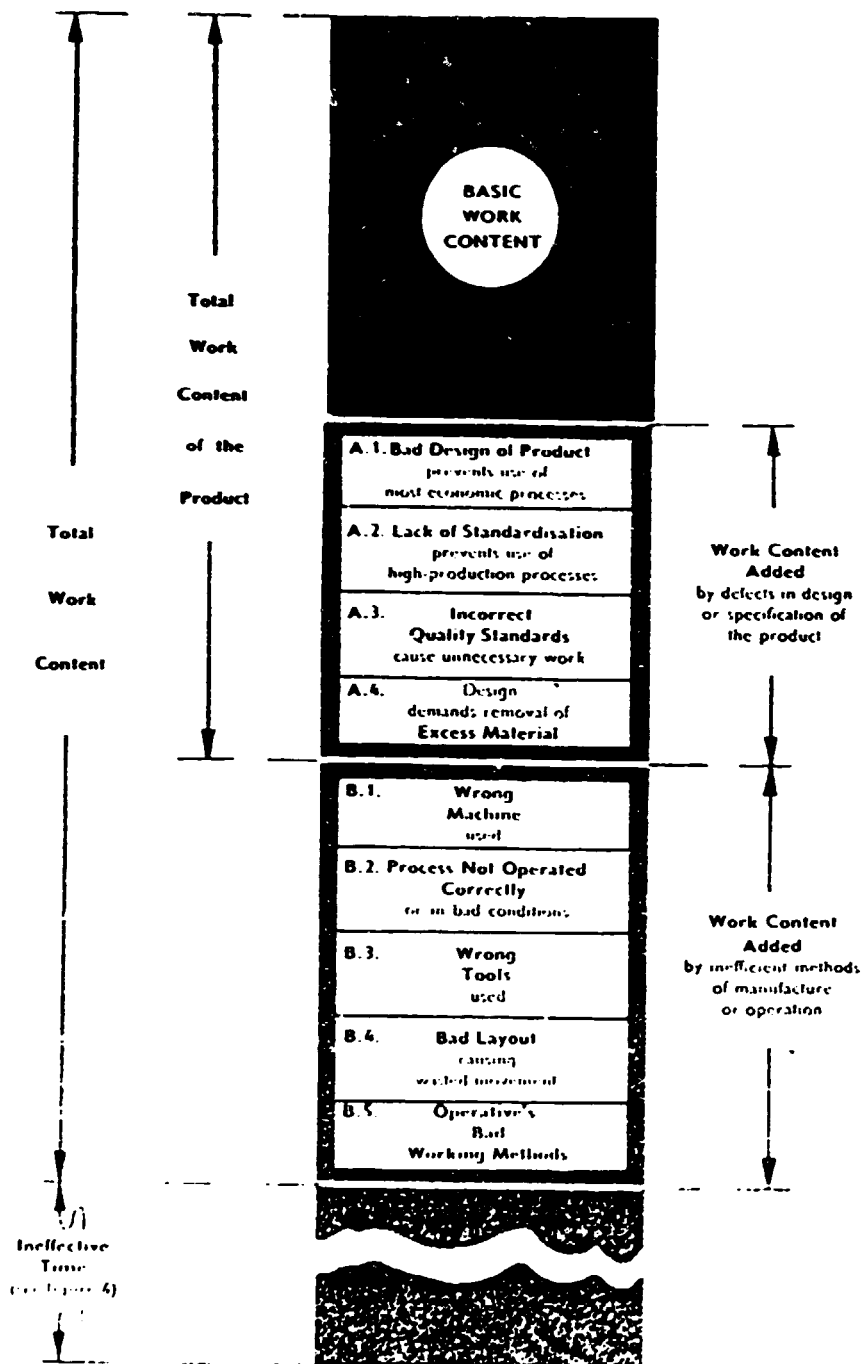 BASIC
WORK
CONTENT
Total
Work
Content
of the
Product
Total
Work
Content
A.1. Bad Design of Product
prevents use of
most economic processes
A.2. Lack of Standardisation
prevents use of
high-production processes
A.3. Incorrect
Quality Standards
cause unnecessary work
A.4. Design
demands removal of
Excess Material
Work Content
Added
by defects in design
or specification of
the product
B.1. Wrong
Machine
used
B.2. Process Not Operated
Correctly
or in bad conditions
B.3. Wrong
Tools
used
B.4. Bad Layout
causing
wasted movement
B.5. Operative's
Bad
Working Methods
Work Content
Added
by inefficient methods
of manufacture
or operation
Ineffective
Time
(see figure 4)